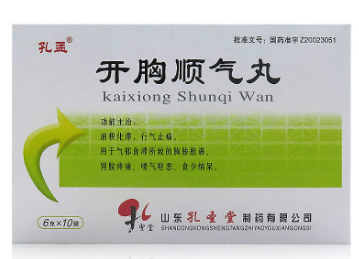 孔孟®
批准文号：国药准字Z20023051
开胸顺气丸
kaixiong Shunqi Wan
功能主治：
消积化滞，行气止痛。
用于气郁食滞所致的胸胁胀满、
胃脘疼痛、嗳气呕恶、食少纳呆。
6克×10袋
孔聖堂
山东孔圣堂制药有限公司
SHANDONGKONGSHENGTANGZHIYAOYOUXIANGONGSI